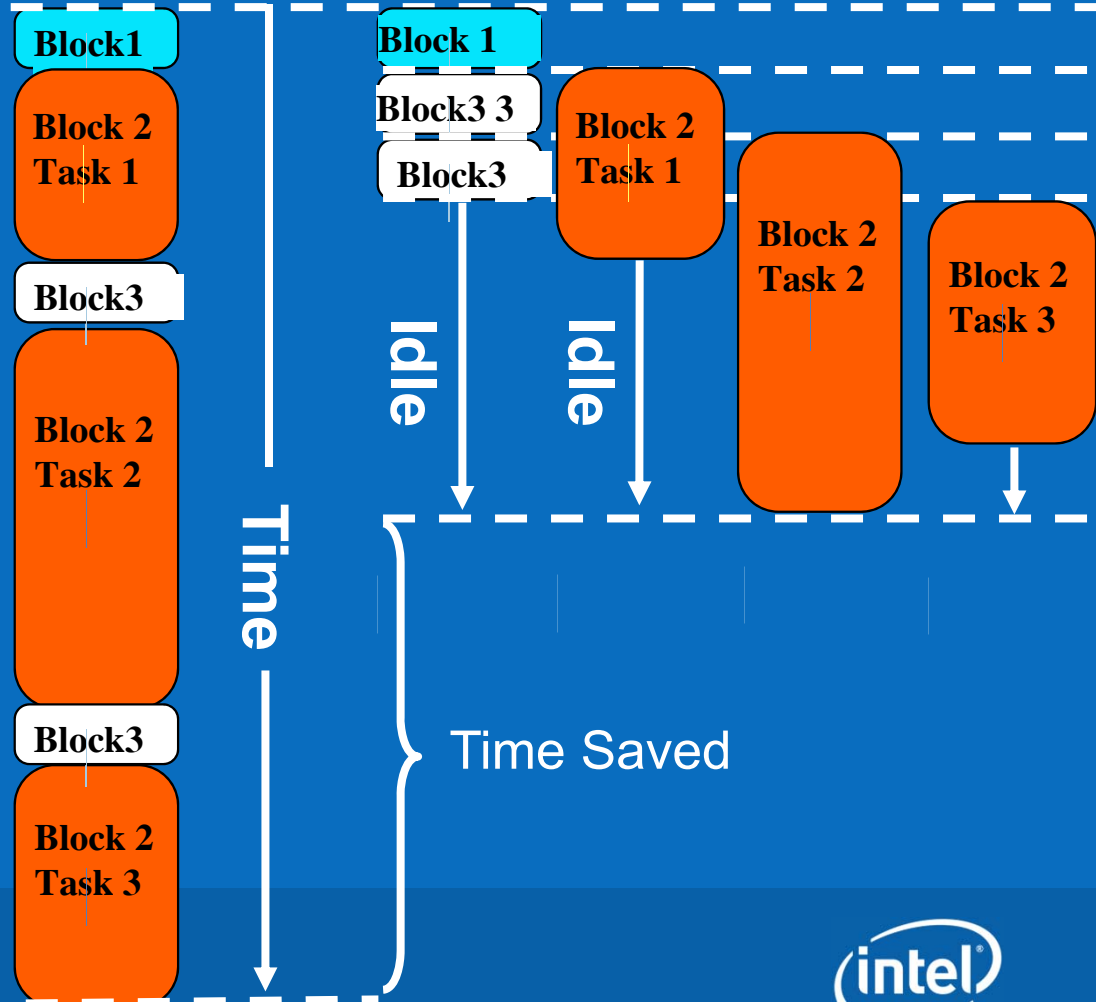 Block1
Block 2
Task 1
Block3
Block 2
Task 2
Block3
Block 2
Task 3
Time
Block 1
Block3 3
Block3
Idle
Block 2
Task 1
Idle
Block 2
Task 2
Block 2
Task 3
Time Saved
intel